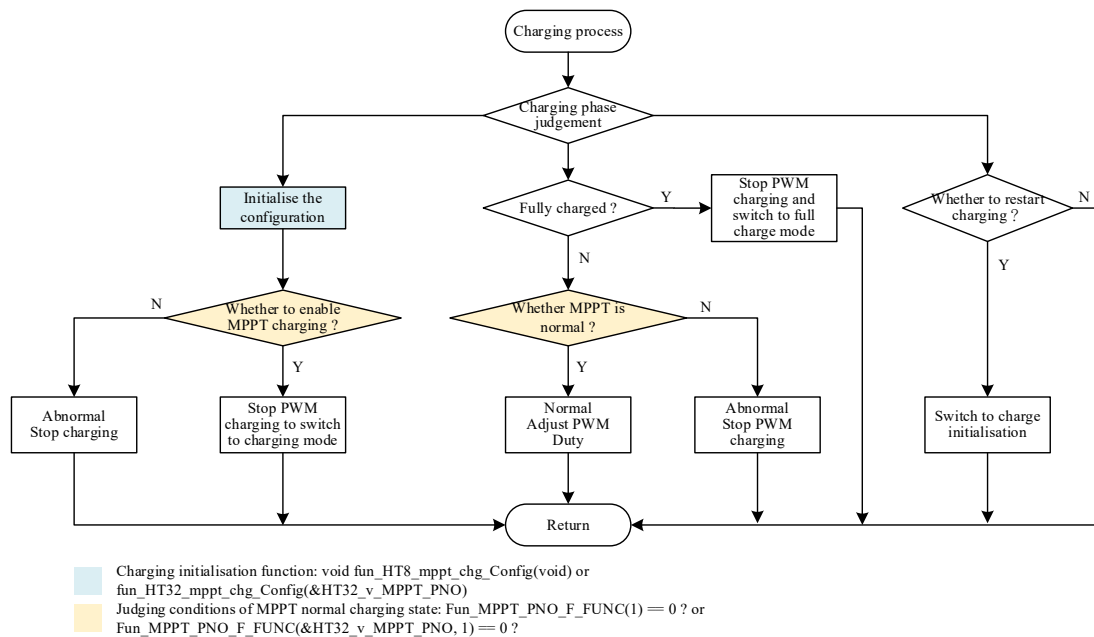 Charging process
Charging phase
judgement
Initialise the
configuration
Fully charged ?
Y
Stop PWM
charging and
switch to full
charge mode
Whether to restart
charging ?
N
N
Y
N
Whether to enable
MPPT charging ?
Y
Whether MPPT is
normal ?
N
Y
Abnormal
Stop charging
Stop PWM
charging to switch
to charging mode
Normal
Adjust PWM
Duty
Abnormal
Stop PWM
charging
Switch to charge
initialisation
Return
Charging initialisation function: void fun_HT8_mppt_chg_Config(void) or
fun_HT32_mppt_chg_Config(&HT32_v_MPPT_PNO)
Judging conditions of MPPT normal charging state: Fun_MPPT_PNO_F_FUNC(1) == 0 ? or
Fun_MPPT_PNO_F_FUNC(&HT32_v_MPPT_PNO, 1) == 0 ?